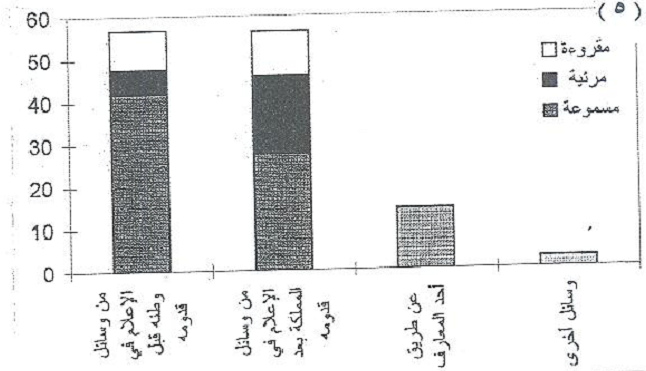 ( ٥ )
60
50
40
30
20
10
0
مقروءة
مرئية
مسموعة
من وسائل
الإعلام في
وطنه قبل
قدومه
من وسائل
الإعلام في
المملكة بعد
قدومه
عن طريق
أحد المعارف
وسائل أخرى